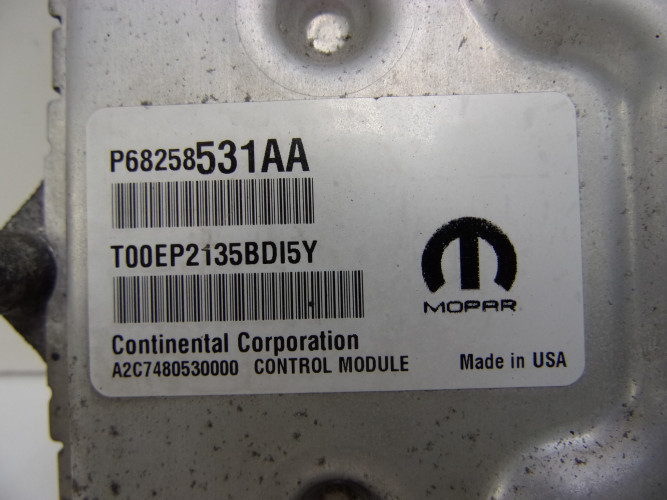 P68258531AA
T00EP2135BDI5Y
MOPAR
Continental Corporation
A2C7480530000 CONTROL MODULE Made in USA